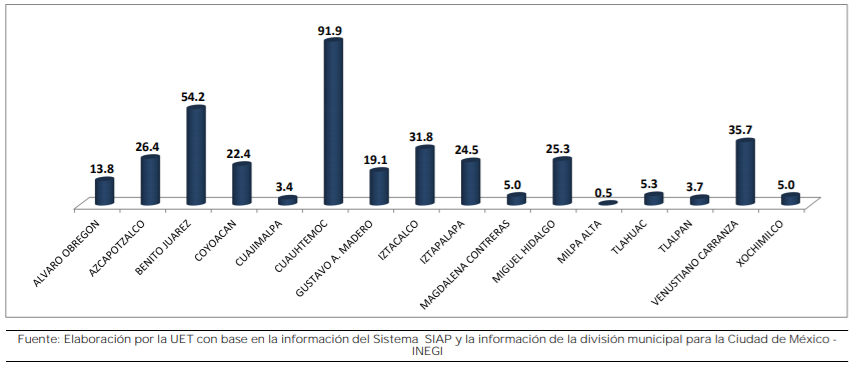 91.9
54.2
35.7
31.8
26.4
25.3
24.5
22.4
19.1
13.8
5.0
5.3
5.0
3.4
3.7
0.5
ALVARO OBREGON
AZCAPOTZALCO
BENITO JUAREZ
COYOACAN
CUAJIMALPA
CUAUHTEMOC
GUSTAVO A. MADERO
IZTACALCO
IZTAPALAPA
MAGDALENA CONTRERAS
MIGUEL HIDALGO
MILPA ALTA
TLAHUAC
TLALPAN
VENUSTIANO CARRANZA
XOCHIMILCO
Fuente: Elaboración por la UET con base en la información del Sistema SIAP y la información de la división municipal para la Ciudad de México -
INEGI